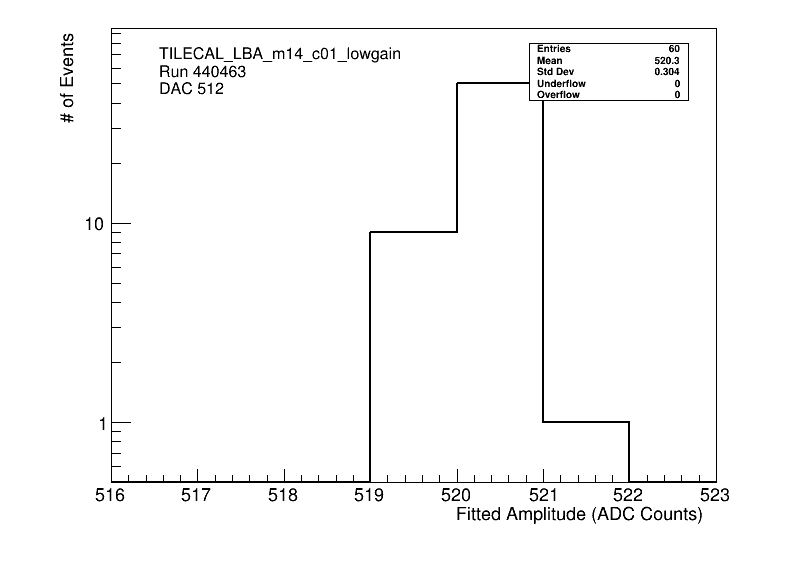 TILECAL_LBA_m14_c01_lowgain
Run 440463
DAC 512
Entries 60
Mean 520.3
Std Dev 0.304
Underflow 0
Overflow 0
# of Events
10
1
516 517 518 519 520 521 522 523
Fitted Amplitude (ADC Counts)